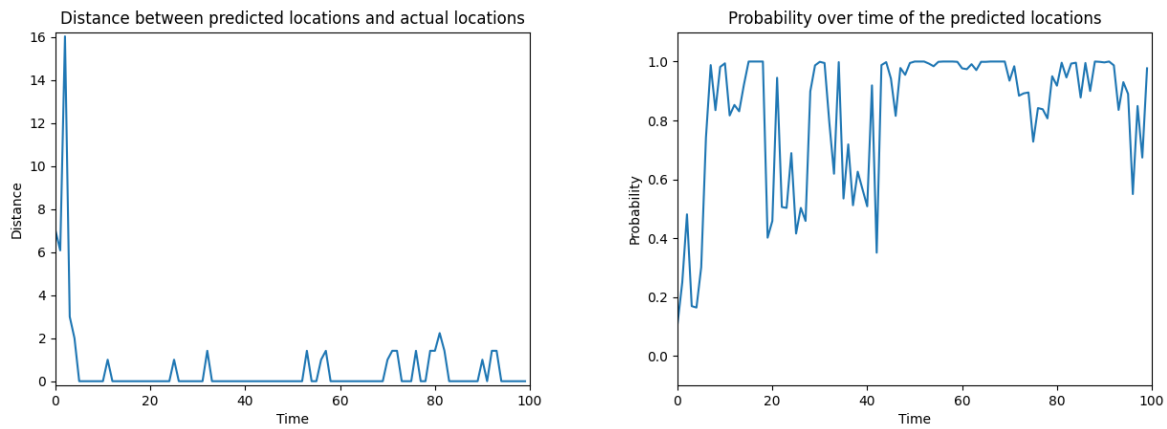 Distance between predicted locations and actual locations
16
14
12
10
8
6
4
2
0
Distance
0 20 40 60 80 100
Time
Probability over time of the predicted locations
1.0
0.8
0.6
0.4
0.2
0.0
Probability
0 20 40 60 80 100
Time